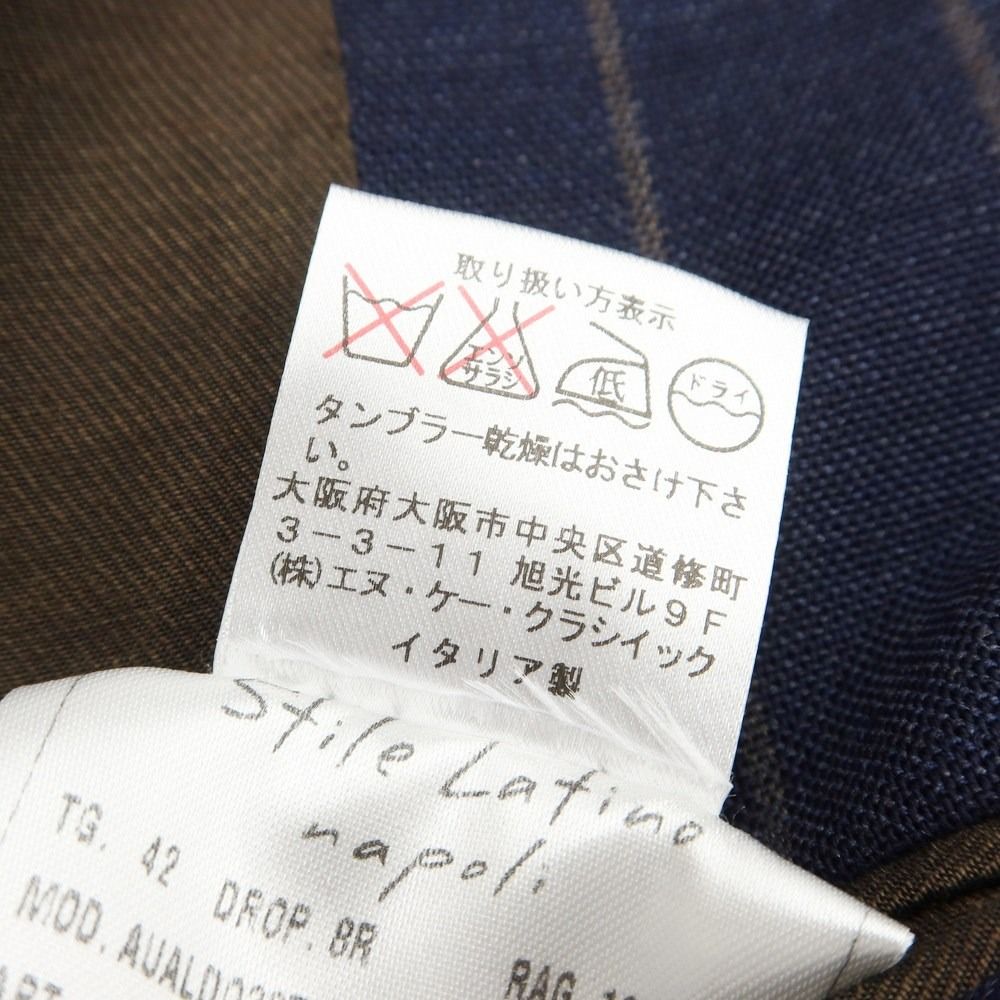 取り扱い方表示
エンソ
サラシ
低
ドライ
タンブラー乾燥はおさけ下さ
い。
大阪府大阪市中央区道修町
3-3-11 旭光ビル9F
(株)エヌ・ケー・クラシイック
イタリア製
Stile Latino
napoli
TG. 42 DROP. 8R
MOD. RAG.
ART